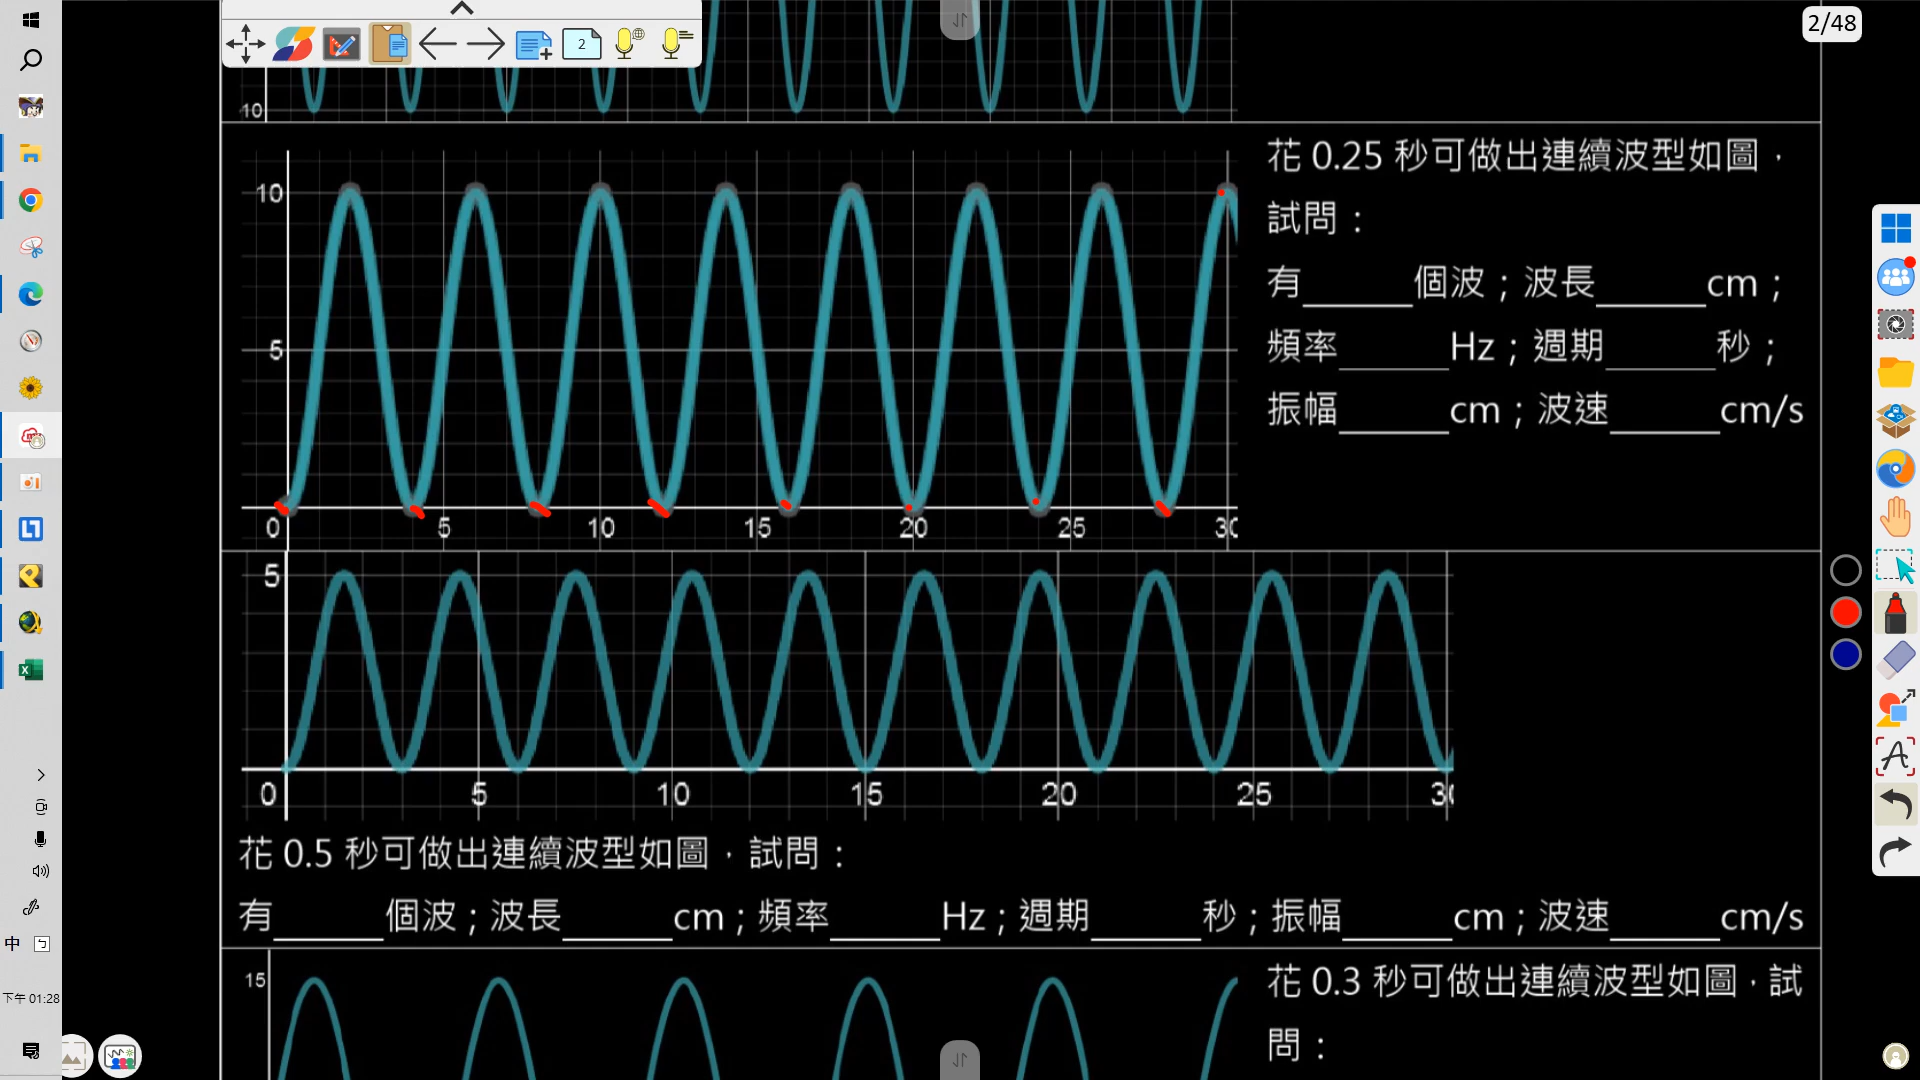 2
2/48
10
花 0.25 秒可做出連續波型如圖，
試問：
有______個波；波長______cm；
頻率______Hz；週期______秒；
振幅______cm；波速______cm/s
10
5
0 5 10 15 20 25 30
5
0 5 10 15 20 25 30
花 0.5 秒可做出連續波型如圖，試問：
有______個波；波長______cm；頻率______Hz；週期______秒；振幅______cm；波速______cm/s
15
花 0.3 秒可做出連續波型如圖，試
問：
中 ㄅ
下午 01:28